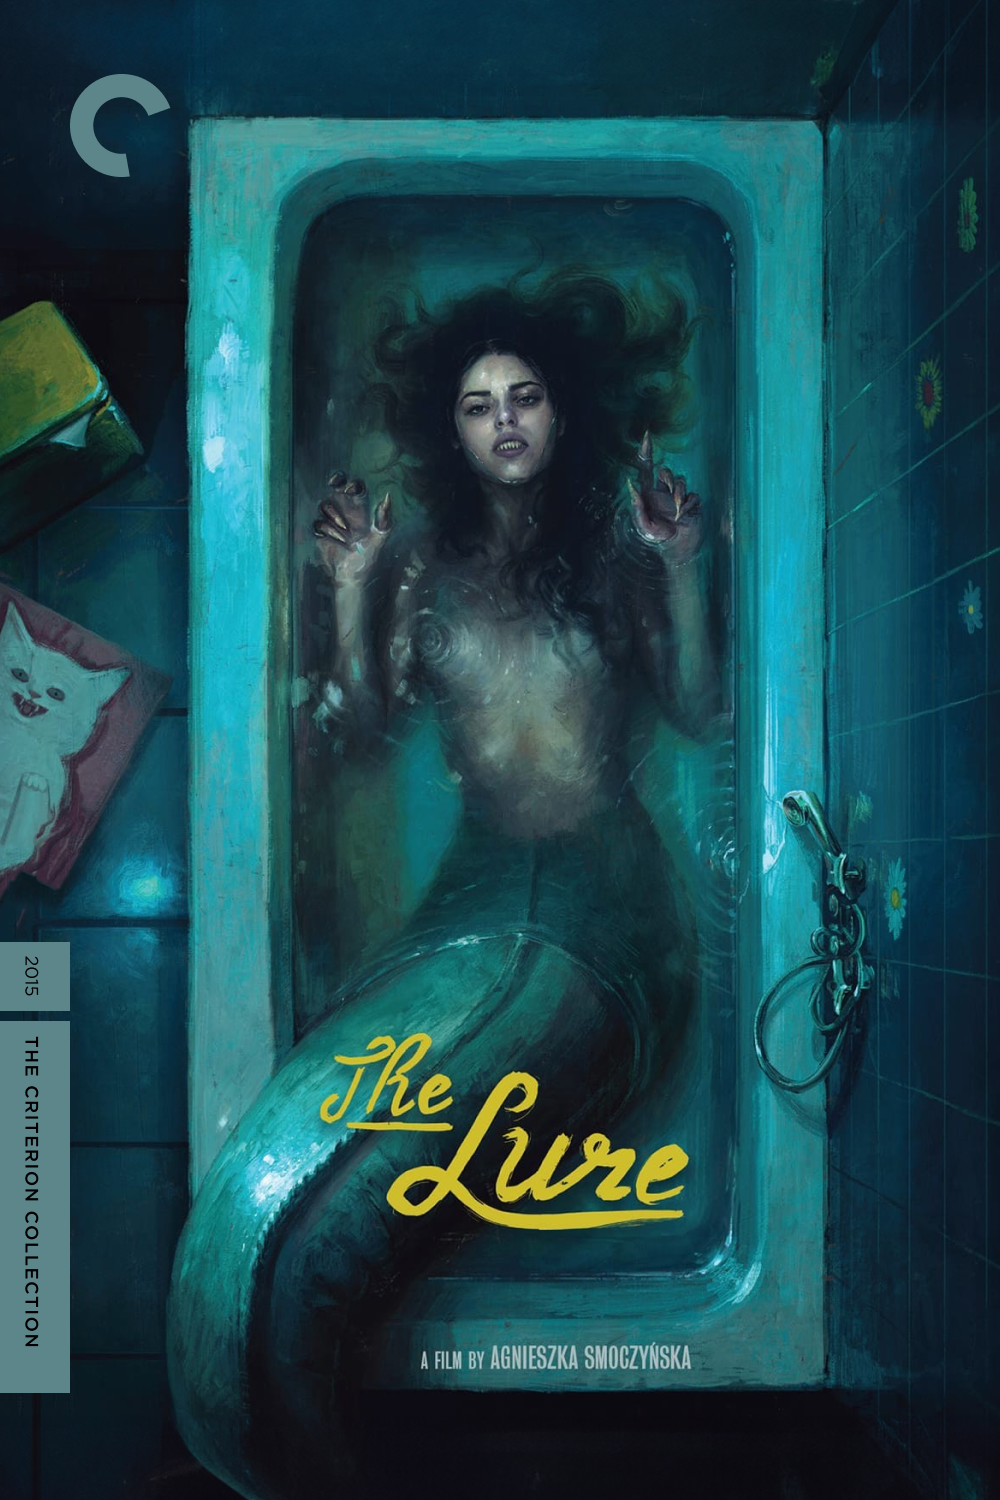 The
Lure
A FILM BY AGNIESZKA SMOCZYŃSKA
2015
THE CRITERION COLLECTION